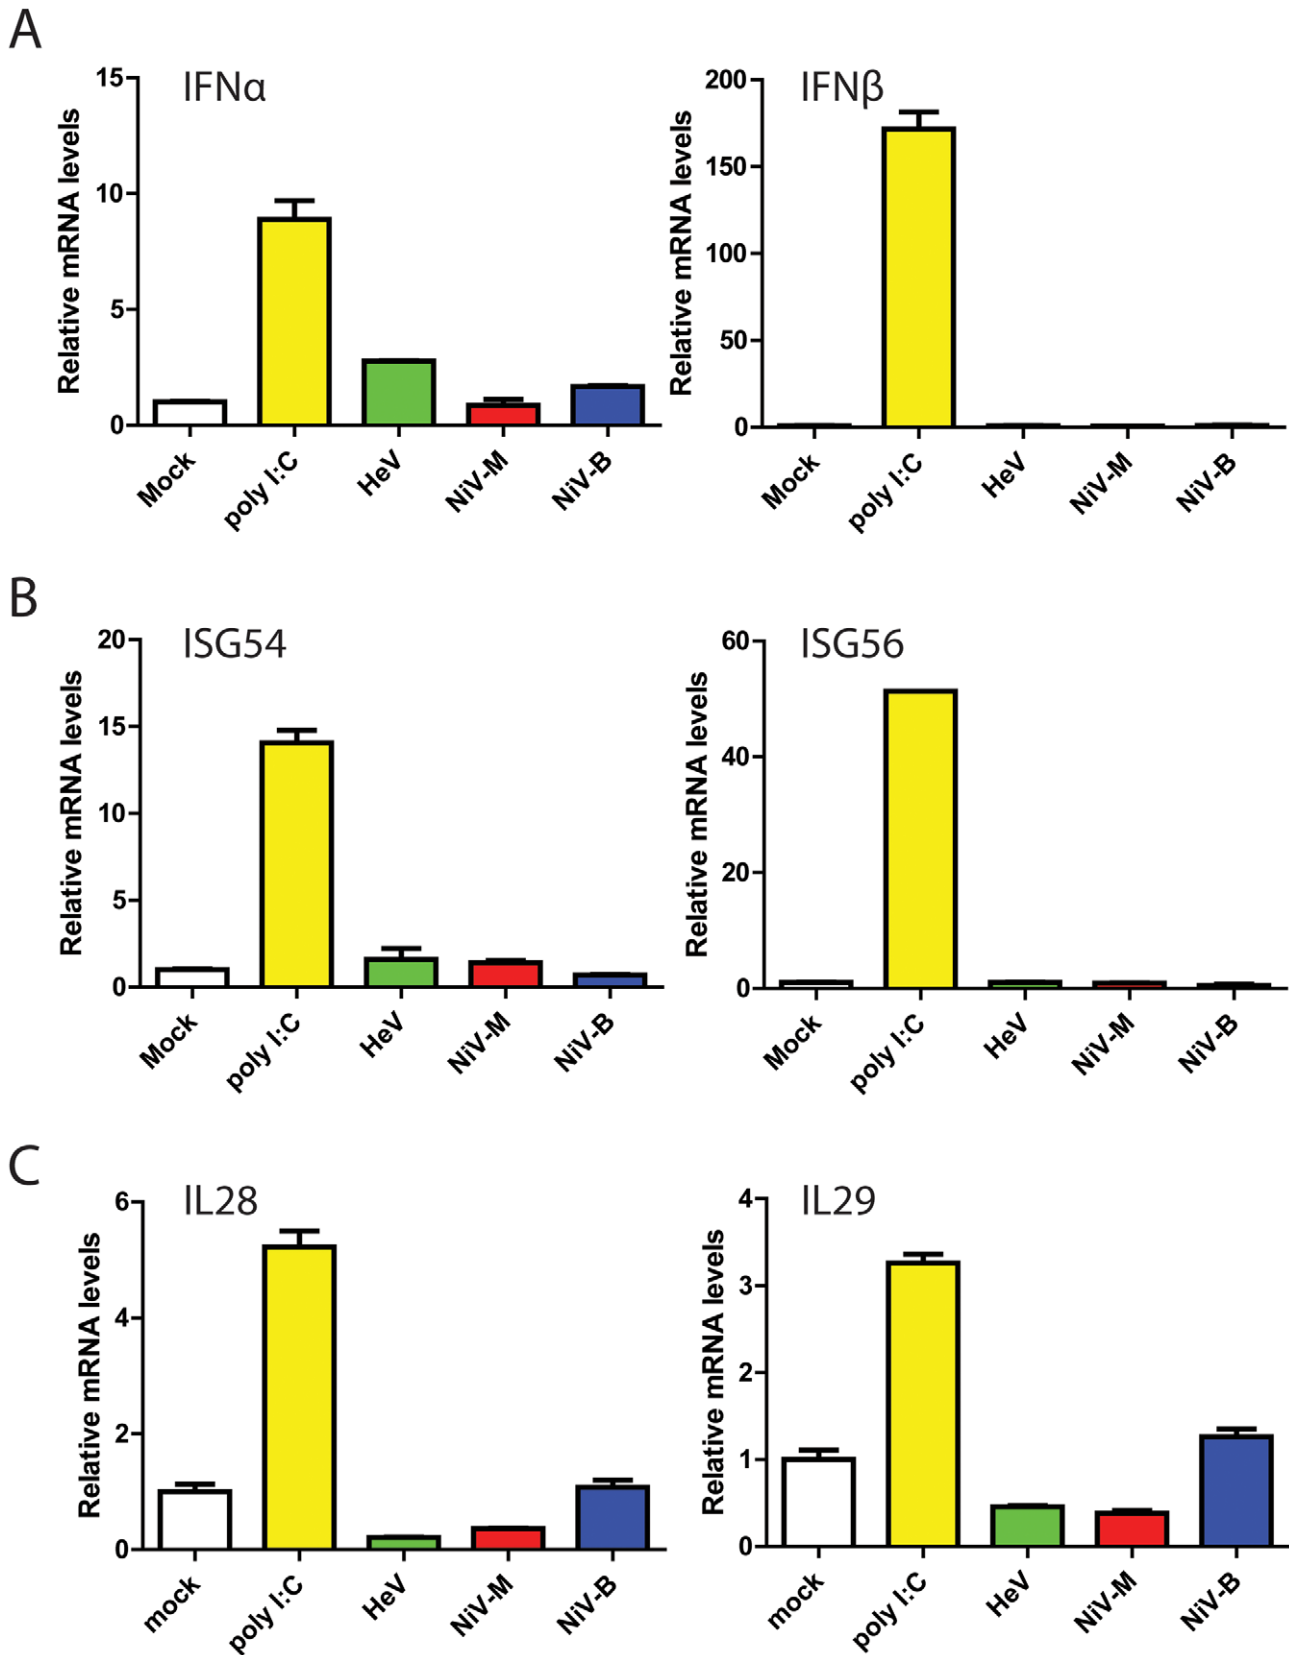 A
IFNα
Relative mRNA levels
15
10
5
0
Mock
poly I:C
HeV
NiV-M
NiV-B
IFNβ
Relative mRNA levels
200
150
100
50
0
Mock
poly I:C
HeV
NiV-M
NiV-B
B
ISG54
Relative mRNA levels
20
15
10
5
0
Mock
poly I:C
HeV
NiV-M
NiV-B
ISG56
Relative mRNA levels
60
40
20
0
Mock
poly I:C
HeV
NiV-M
NiV-B
C
IL28
Relative mRNA levels
6
4
2
0
mock
poly I:C
HeV
NiV-M
NiV-B
IL29
Relative mRNA levels
4
3
2
1
0
mock
poly I:C
HeV
NiV-M
NiV-B